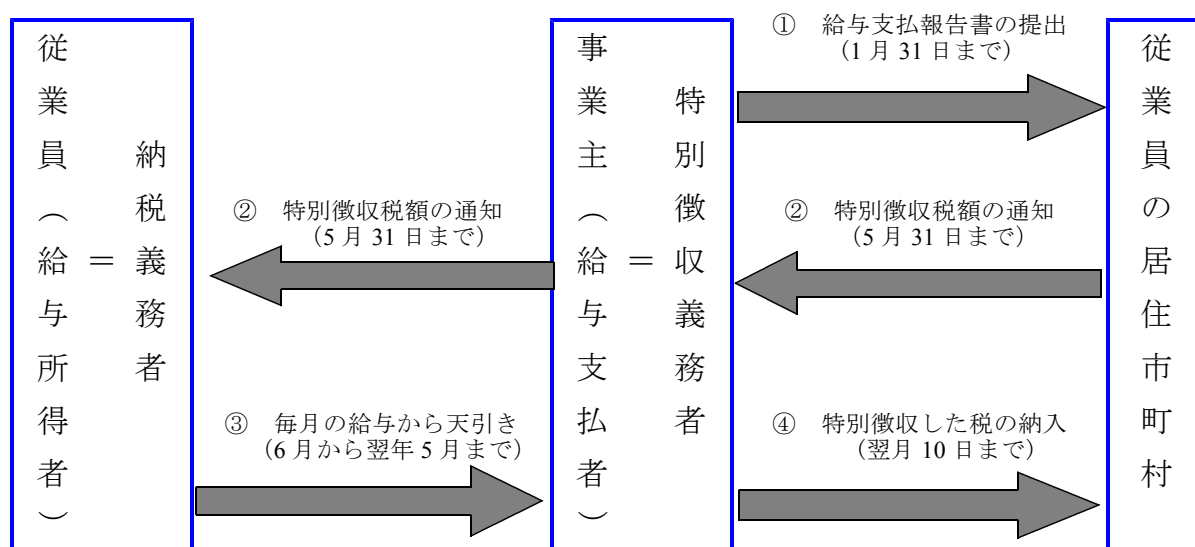 従業員（給与所得者）
＝
納税義務者
② 特別徴収税額の通知
（5月31日まで）
③ 毎月の給与から天引き
（6月から翌年5月まで）
事業主（給与支払者）
＝
特別徴収義務者
① 給与支払報告書の提出
（1月31日まで）
② 特別徴収税額の通知
（5月31日まで）
④ 特別徴収した税の納入
（翌月10日まで）
従業員の居住市町村